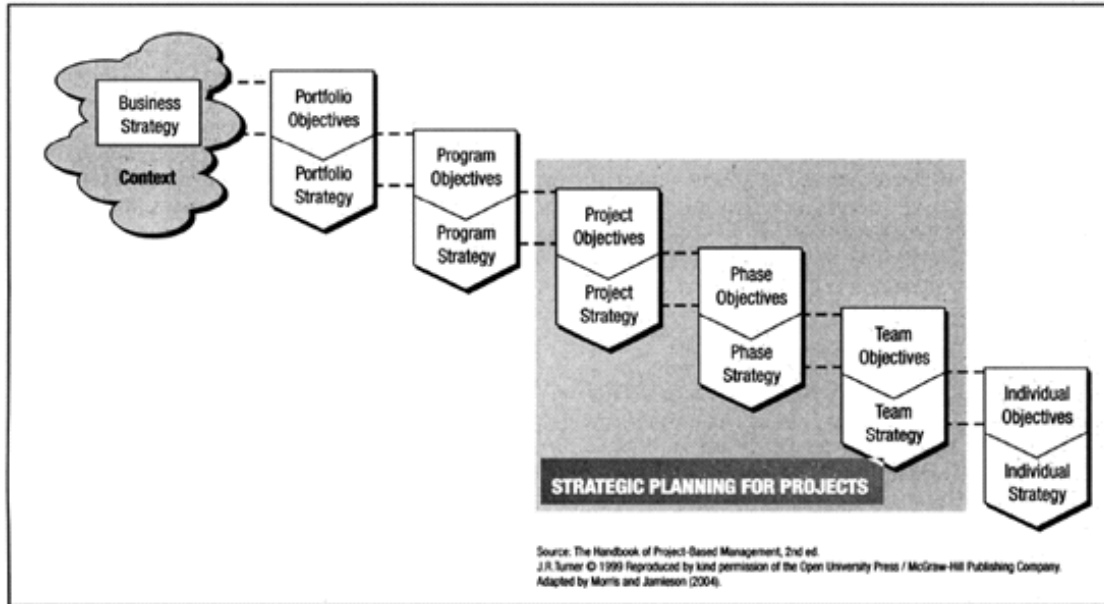 Business
Strategy
Context
Portfolio
Objectives
Portfolio
Strategy
Program
Objectives
Program
Strategy
Project
Objectives
Project
Strategy
Phase
Objectives
Phase
Strategy
Team
Objectives
Team
Strategy
Individual
Objectives
Individual
Strategy
STRATEGIC PLANNING FOR PROJECTS
Source: The Handbook of Project-Based Management, 2nd ed.
J.R.Turner © 1999 Reproduced by kind permission of the Open University Press / McGraw-Hill Publishing Company.
Adapted by Morris and Jamieson (2004).